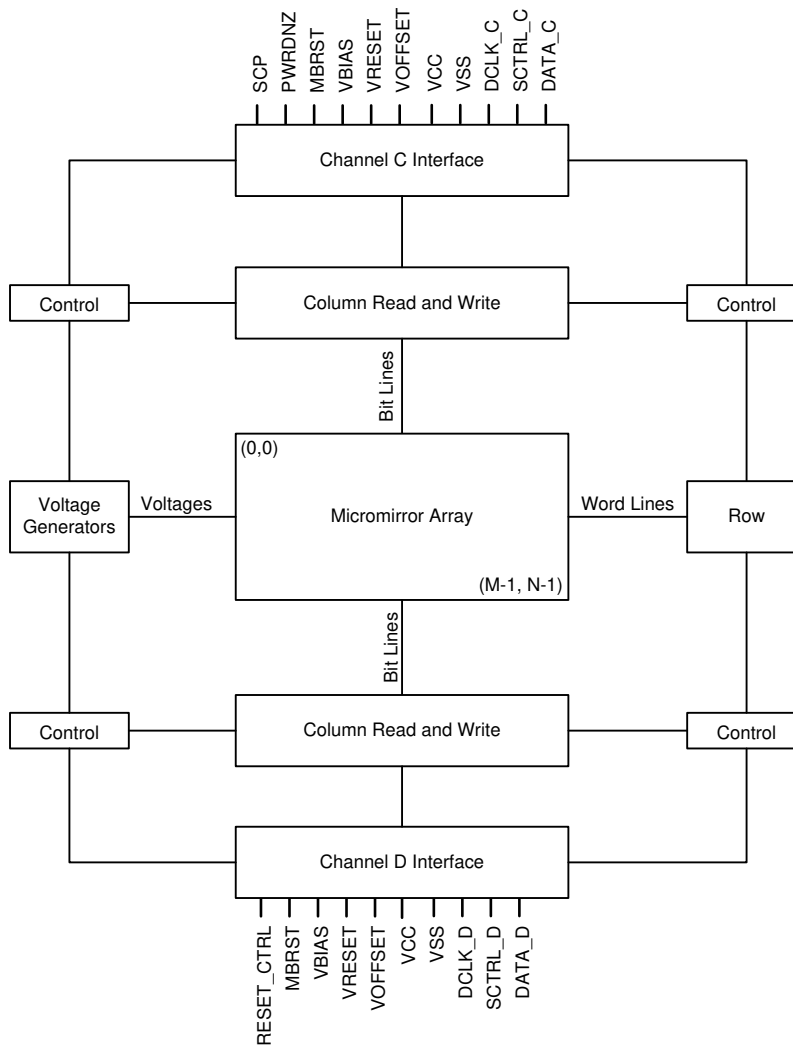 SCP
PWRDNZ
MBRST
VBIAS
VRESET
VOFFSET
VCC
VSS
DCLK_C
SCTRL_C
DATA_C
Channel C Interface
Control
Column Read and Write
Control
Bit Lines
(0,0)
Voltage
Generators
Voltages
Micromirror Array
Word Lines
Row
(M-1, N-1)
Bit Lines
Control
Column Read and Write
Control
Channel D Interface
RESET_CTRL
MBRST
VBIAS
VRESET
VOFFSET
VCC
VSS
DCLK_D
SCTRL_D
DATA_D